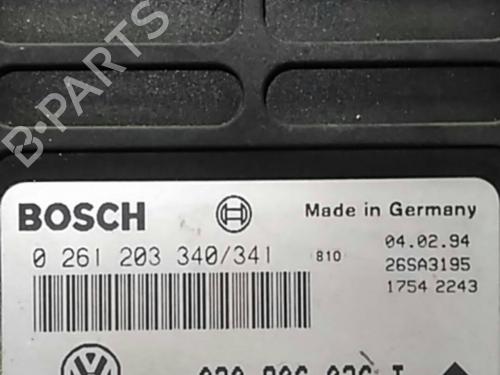 B-PARTS
BOSCH
Made in Germany
0 261 203 340/341
810
04.02.94
26SA3195
1754 2243